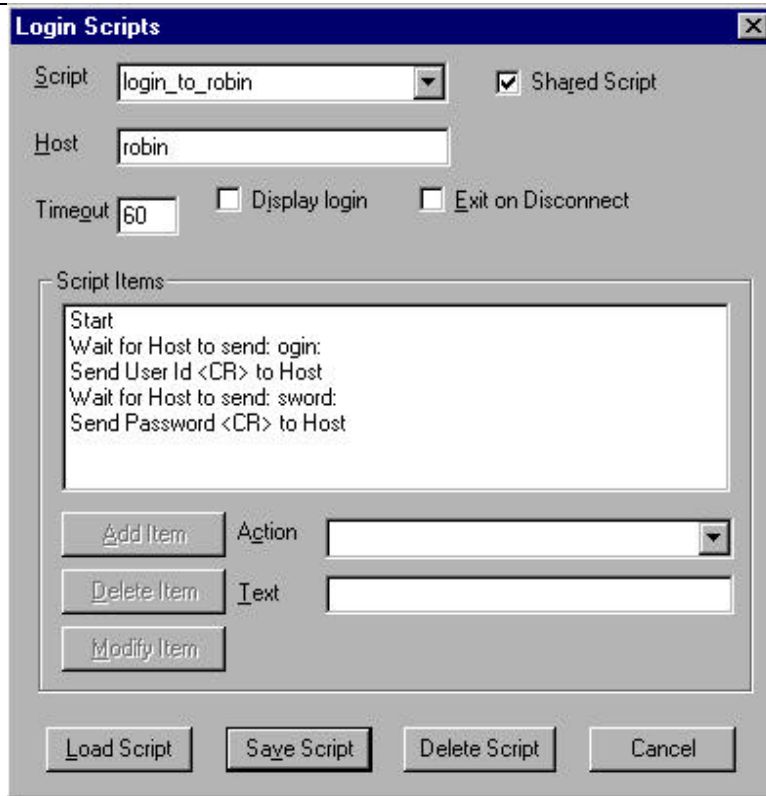 Login Scripts
Script login_to_robin Shared Script
Host robin
Timeout 60 Display login Exit on Disconnect
Script Items
Start
Wait for Host to send: ogin:
Send User Id <CR> to Host
Wait for Host to send: sword:
Send Password <CR> to Host
Add Item Action
Delete Item Text
Modify Item
Load Script Save Script Delete Script Cancel